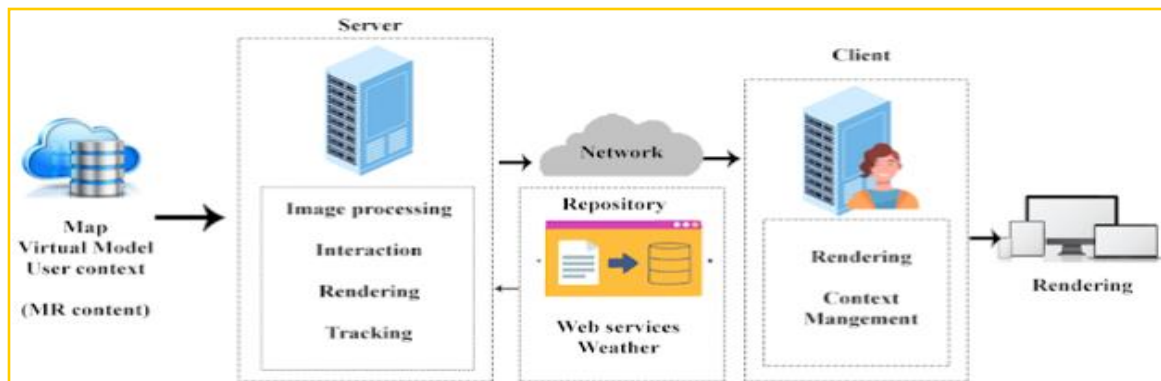 Server
Client
Network
Map
Virtual Model
User context
(MR content)
Image processing
Interaction
Rendering
Tracking
Repository
Web services
Weather
Rendering
Context
Mangement
Rendering